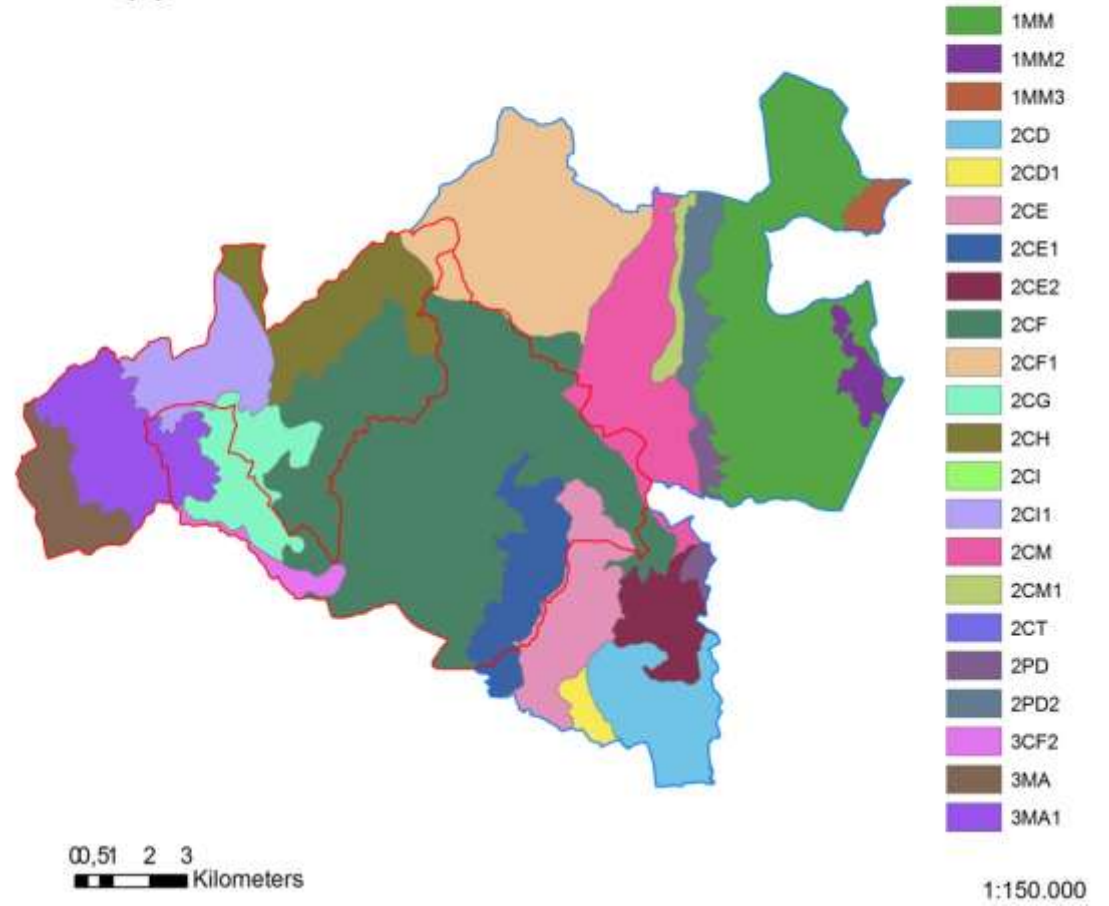 1MM
1MM2
1MM3
2CD
2CD1
2CE
2CE1
2CE2
2CF
2CF1
2CG
2CH
2CI
2CI1
2CM
2CM1
2CT
2PD
2PD2
3CF2
3MA
3MA1
00,51 2 3
Kilometers
1:150.000